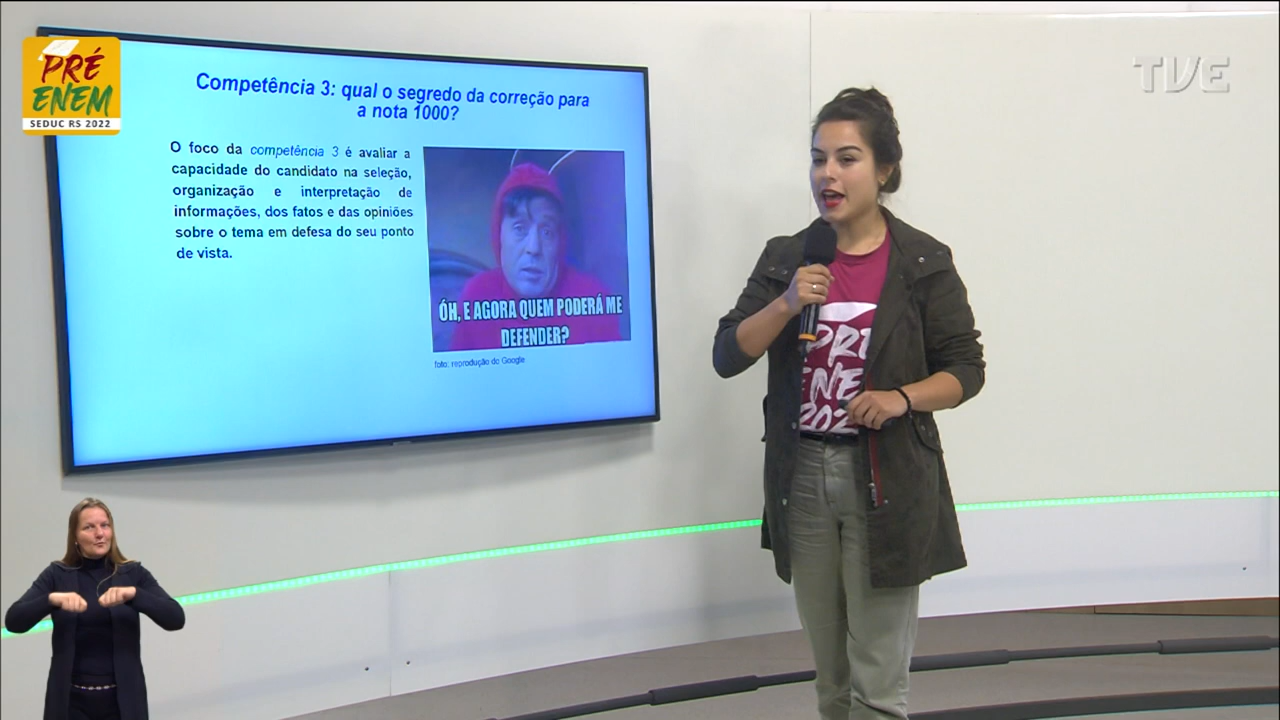 PRÉ
ENEM
SEDUC RS 2022
TVE
Competência 3: qual o segredo da correção para
a nota 1000?
O foco da competência 3 é avaliar a
capacidade do candidato na seleção,
organização e interpretação de
informações, dos fatos e das opiniões
sobre o tema em defesa do seu ponto
de vista.
ÓH, E AGORA QUEM PODERÁ ME
DEFENDER?
foto: reprodução do Google
PRÉ
ENE
202